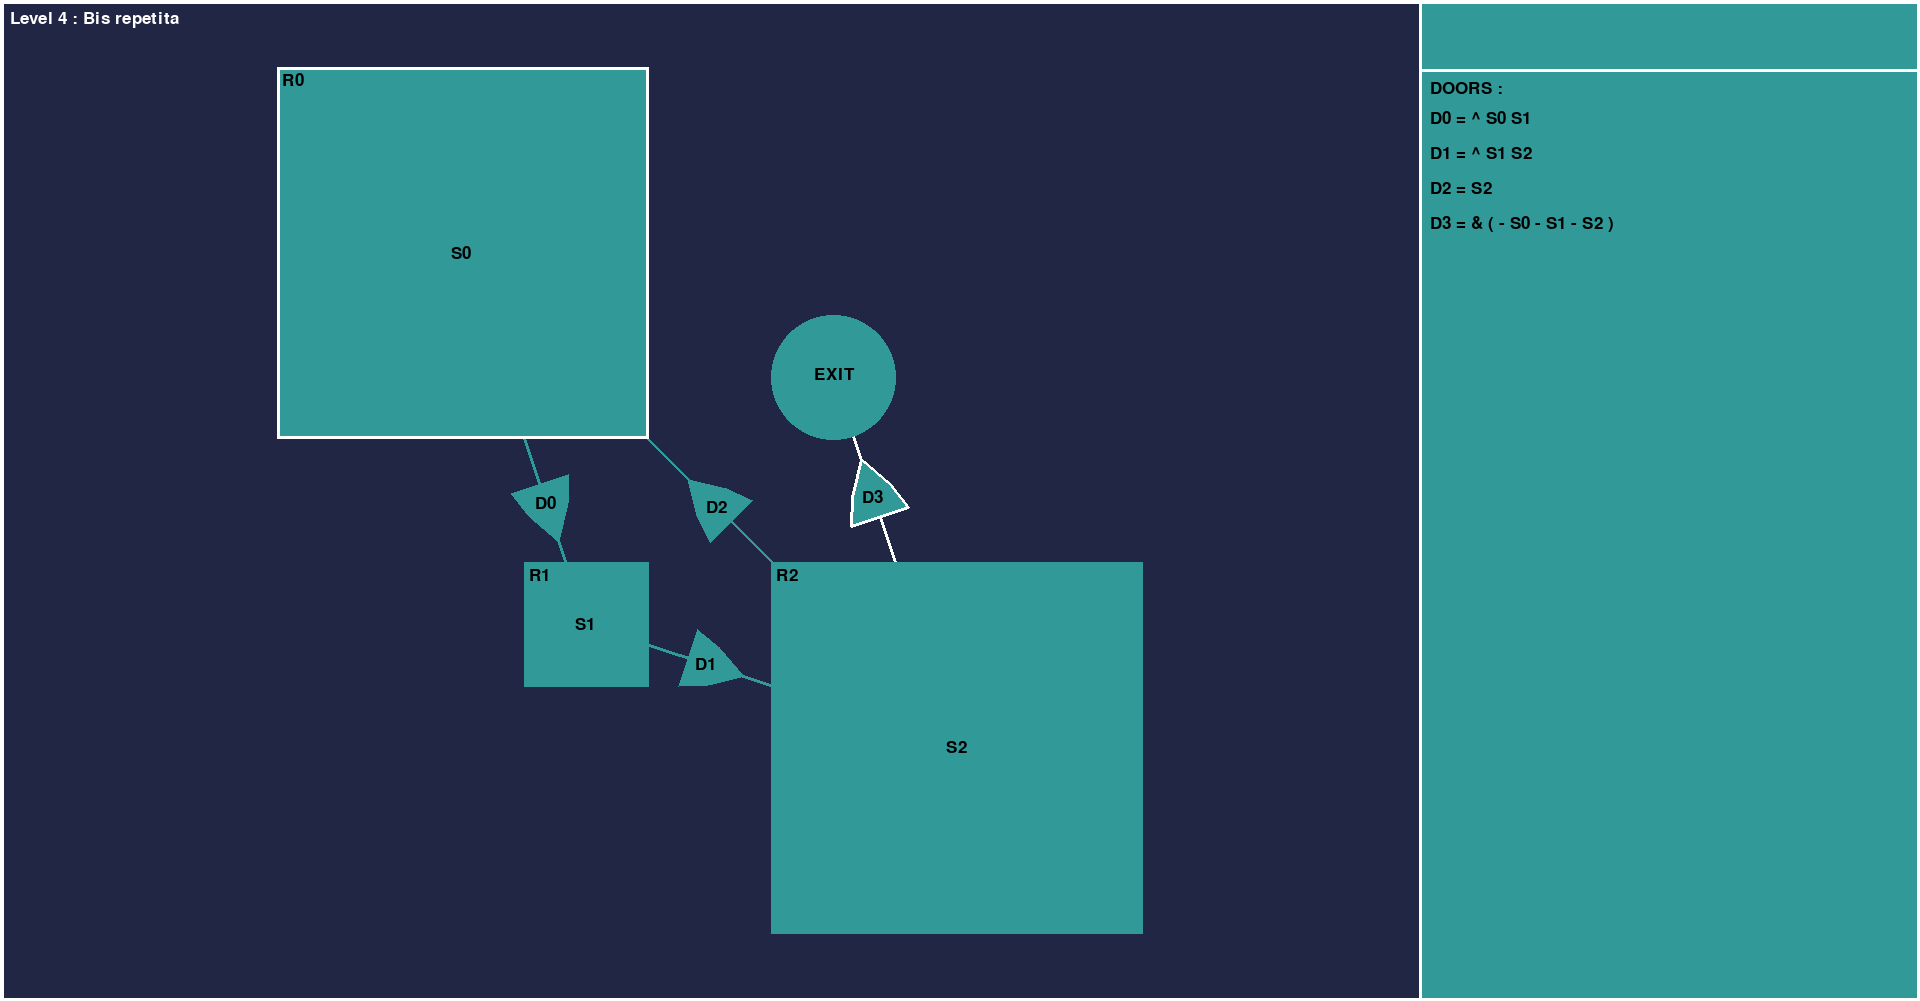 Level 4 : Bis repetita
R0
S0
EXIT
D0
D2
D3
R1
S1
D1
R2
S2
DOORS :
D0 = ^ S0 S1
D1 = ^ S1 S2
D2 = S2
D3 = & ( - S0 - S1 - S2 )